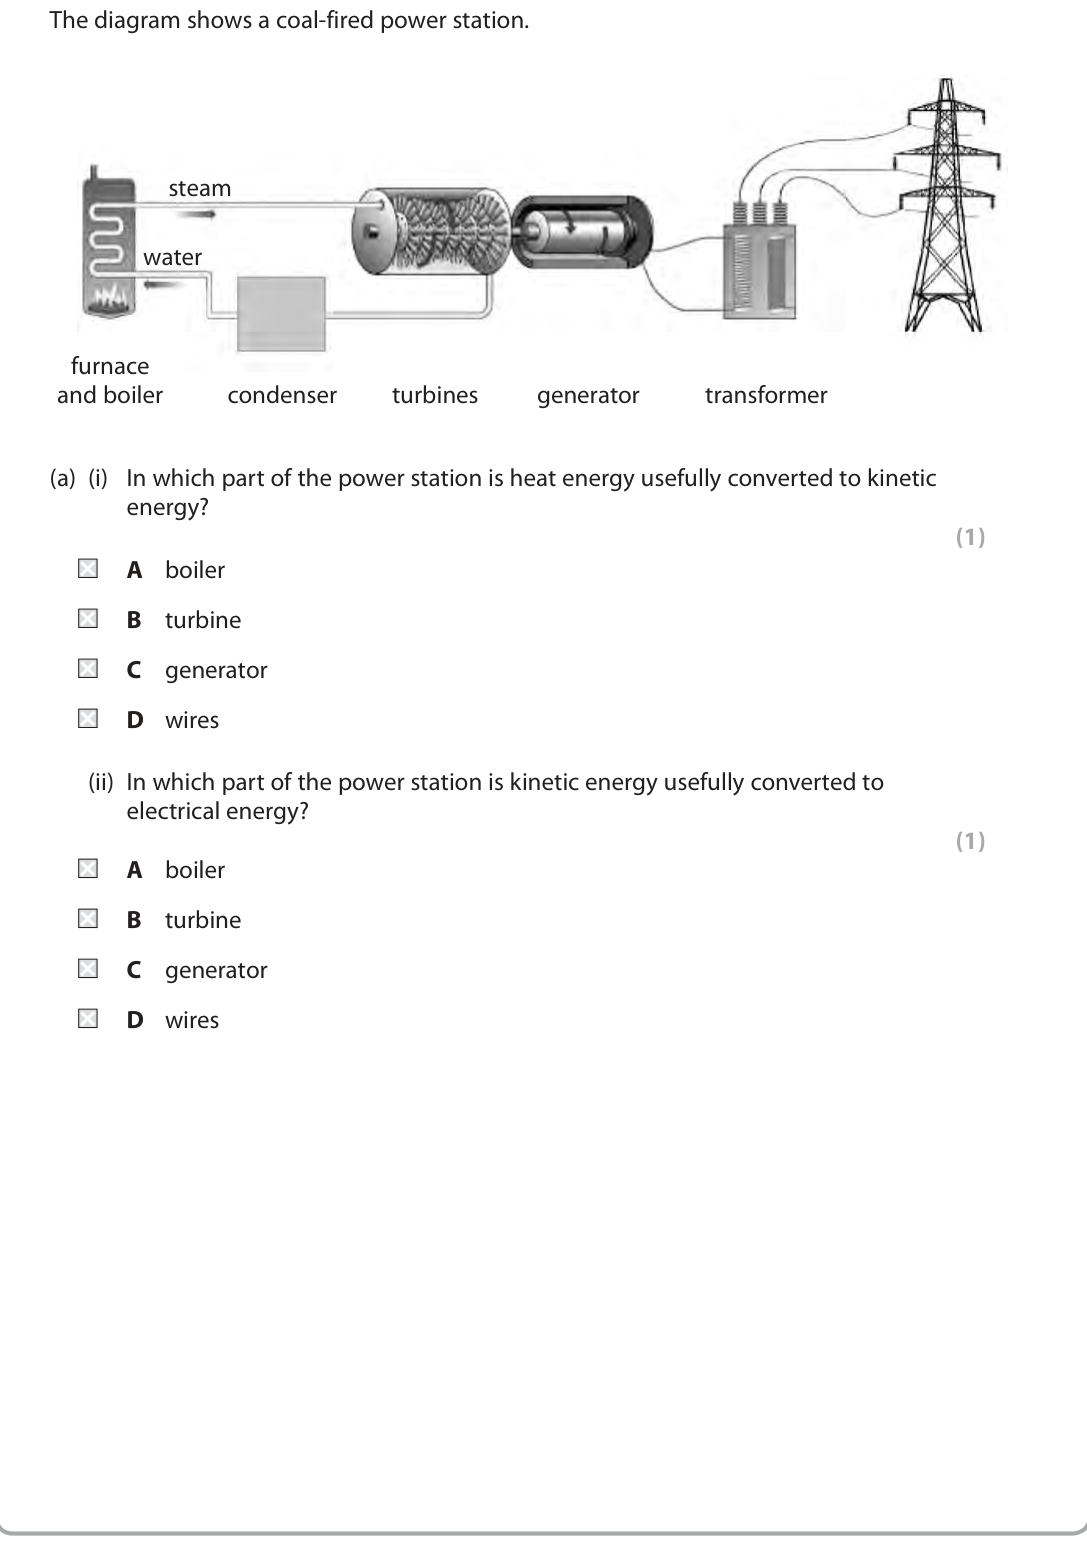 The diagram shows a coal-fired power station.
steam
water
furnace
and boiler condenser turbines generator transformer
(a) (i) In which part of the power station is heat energy usefully converted to kinetic
energy?
(1)
A boiler
B turbine
C generator
D wires
(ii) In which part of the power station is kinetic energy usefully converted to
electrical energy?
(1)
A boiler
B turbine
C generator
D wires